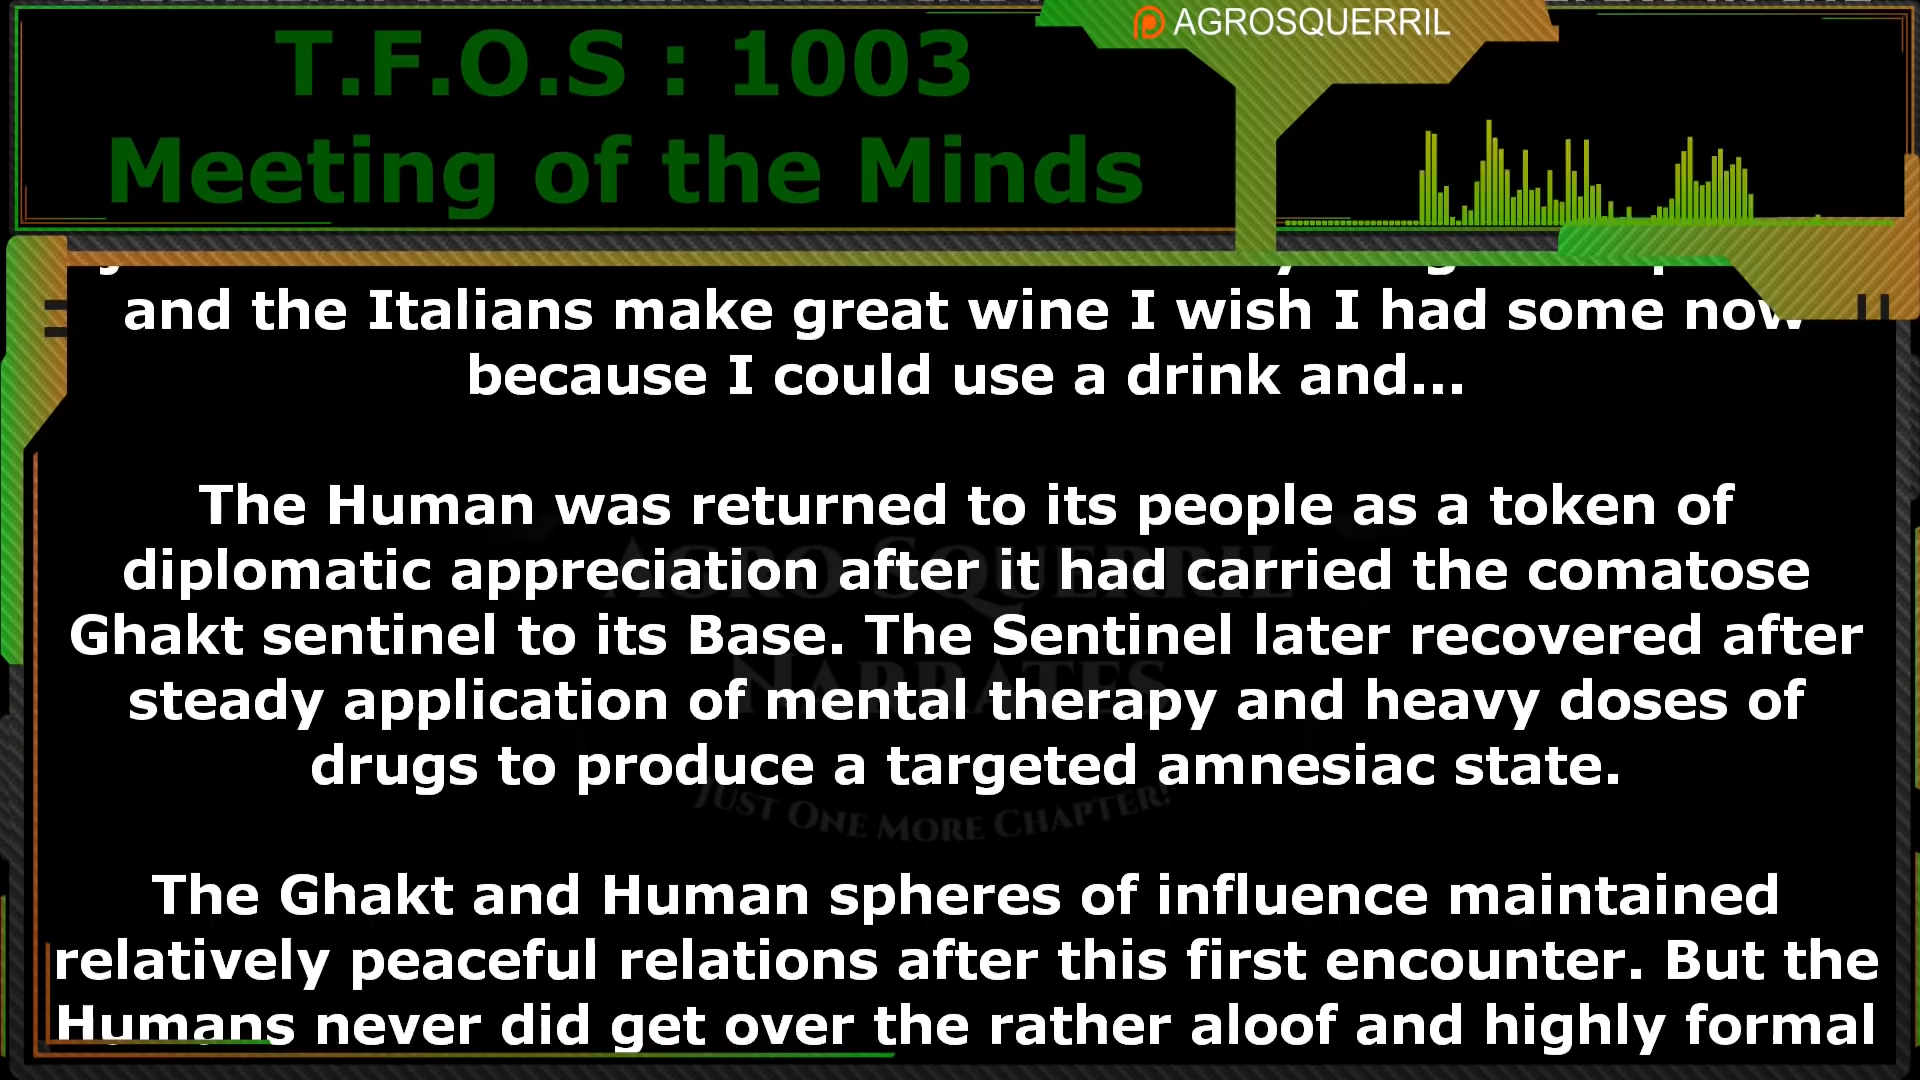 AGROSQUERRIL
T.F.O.S : 1003
Meeting of the Minds
and the Italians make great wine I wish I had some now
because I could use a drink and...
The Human was returned to its people as a token of
diplomatic appreciation after it had carried the comatose
Ghakt sentinel to its Base. The Sentinel later recovered after
steady application of mental therapy and heavy doses of
drugs to produce a targeted amnesiac state.
The Ghakt and Human spheres of influence maintained
relatively peaceful relations after this first encounter. But the
Humans never did get over the rather aloof and highly formal
Agro Squerril
Narrates
Just One More Chapter!